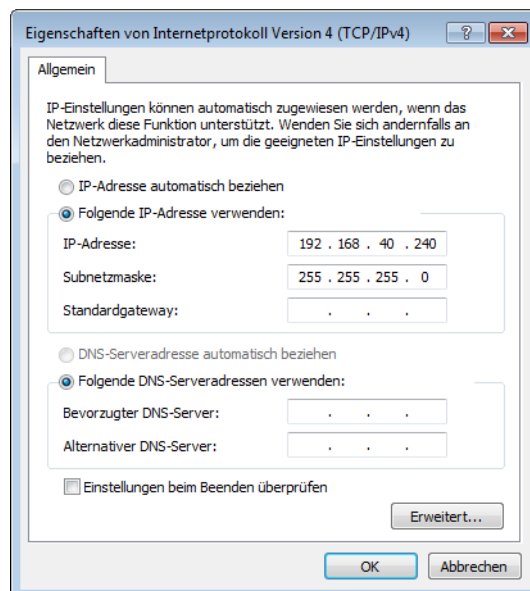 Eigenschaften von Internetprotokoll Version 4 (TCP/IPv4)
?
Allgemein
IP-Einstellungen können automatisch zugewiesen werden, wenn das
Netzwerk diese Funktion unterstützt. Wenden Sie sich andernfalls an
den Netzwerkadministrator, um die geeigneten IP-Einstellungen zu
beziehen.
IP-Adresse automatisch beziehen
Folgende IP-Adresse verwenden:
IP-Adresse: 192 . 168 . 40 . 240
Subnetzmaske: 255 . 255 . 255 . 0
Standardgateway: . . .
DNS-Serveradresse automatisch beziehen
Folgende DNS-Serveradressen verwenden:
Bevorzugter DNS-Server: . . .
Alternativer DNS-Server: . . .
Einstellungen beim Beenden überprüfen
Erweitert...
OK Abbrechen